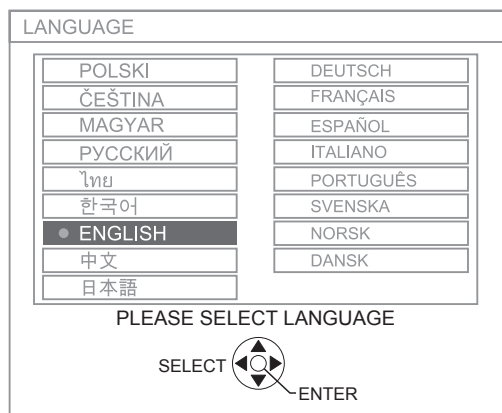 LANGUAGE
POLSKI
ČEŠTINA
MAGYAR
РУССКИЙ
ไทย
한국어
ENGLISH
中文
日本語
DEUTSCH
FRANÇAIS
ESPAÑOL
ITALIANO
PORTUGUÊS
SVENSKA
NORSK
DANSK
PLEASE SELECT LANGUAGE
SELECT
ENTER